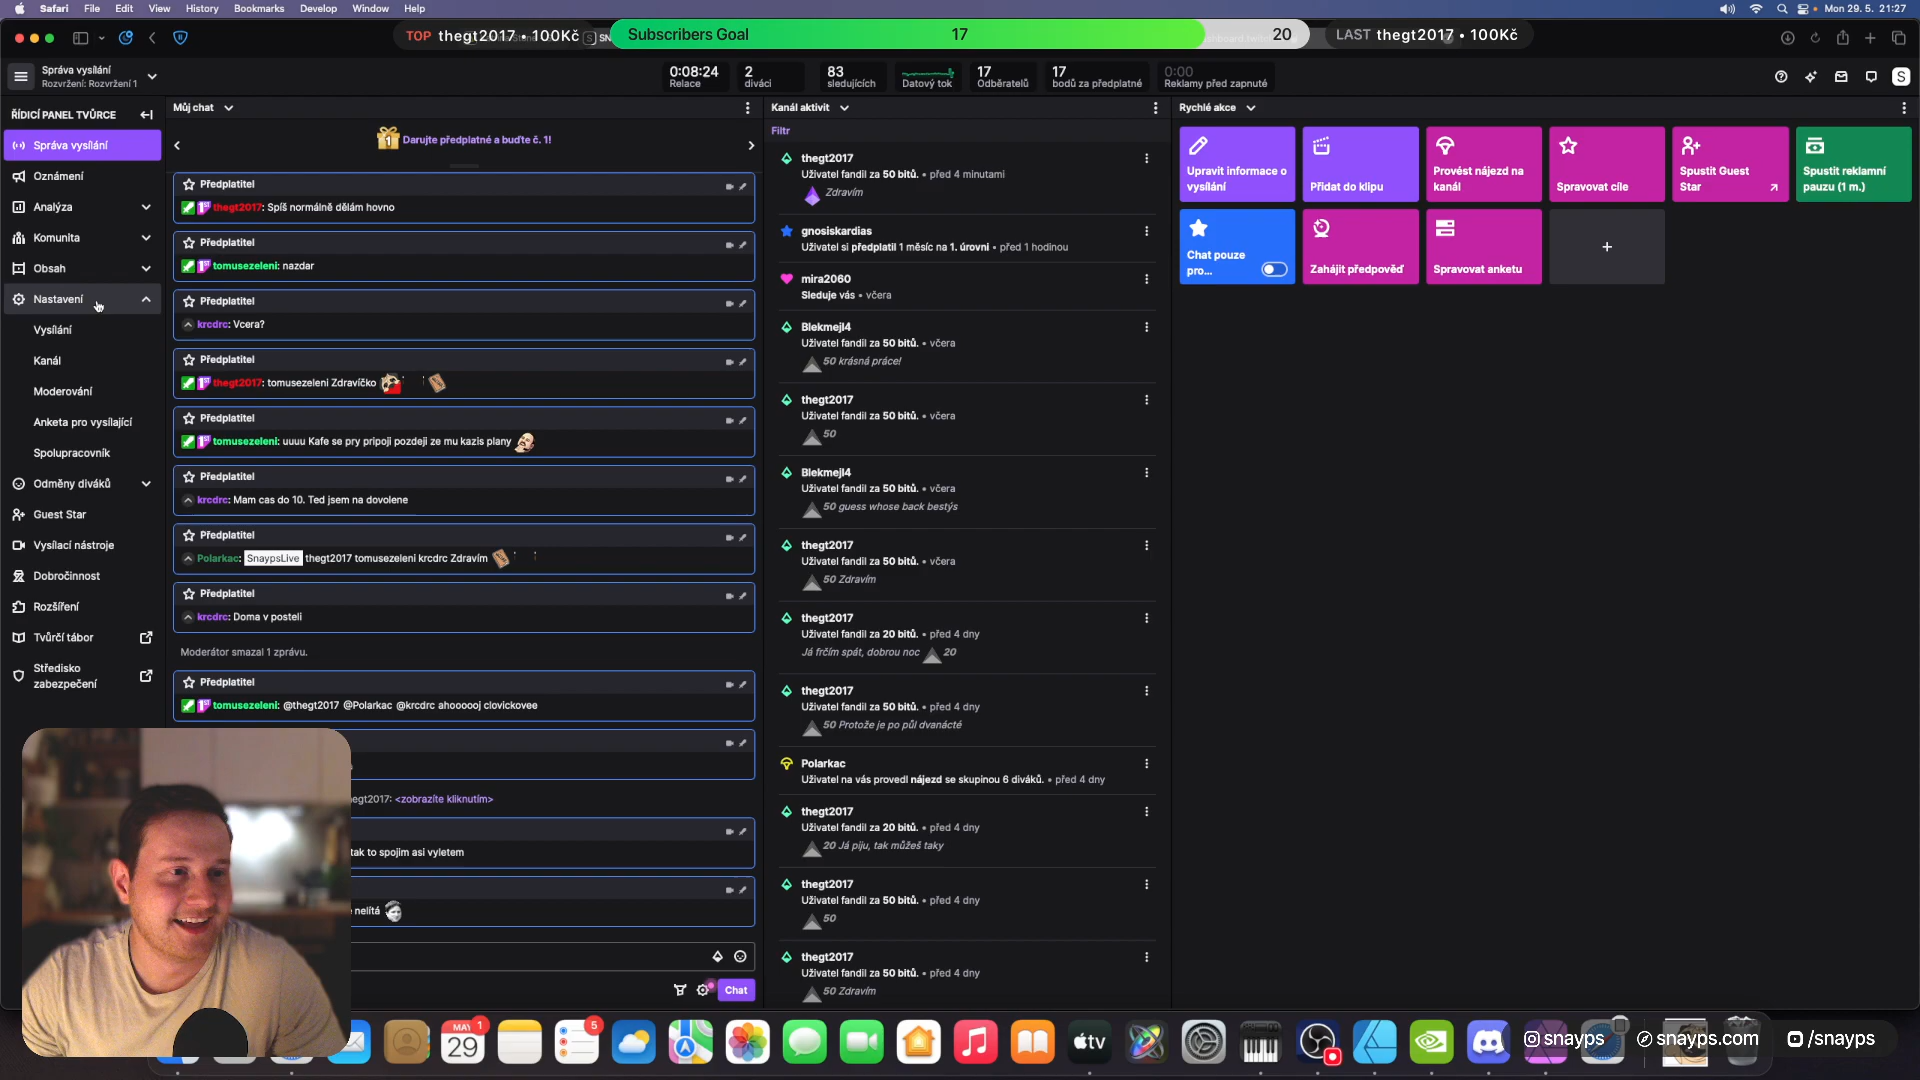 Safari File Edit View History Bookmarks Develop Window Help
Mon 29. 5. 21:27
TOP thegt2017 • 100Kč
Subscribers Goal 17 20
LAST thegt2017 • 100Kč
Správa vysílání
Rozvržení: Rozvržení 1
0:08:24
Relace
2
diváci
83
sledujících
Datový tok
17
Odběratelů
17
bodů za předplatné
0:00
Reklamy před zapnuté
S
ŘÍDICÍ PANEL TVŮRCE
Správa vysílání
Oznámení
Analýza
Komunita
Obsah
Nastavení
Vysílání
Kanál
Moderování
Anketa pro vysílající
Spolupracovník
Odměny diváků
Guest Star
Vysílací nástroje
Dobročinnost
Rozšíření
Tvůrčí tábor
Středisko
zabezpečení
Můj chat
1
Darujte předplatné a buďte č. 1!
Předplatitel
thegt2017: Spíš normálně dělám hovno
Předplatitel
tomusezeleni: nazdar
Předplatitel
krcdrc: Vcera?
Předplatitel
thegt2017: tomusezeleni Zdravíčko
Předplatitel
tomusezeleni: uuuu Kafe se pry pripoji pozdeji ze mu kazis plany
Předplatitel
krcdrc: Mam cas do 10. Ted jsem na dovolene
Předplatitel
Polarkac: SnaypsLive thegt2017 tomusezeleni krcdrc Zdravím
Předplatitel
krcdrc: Doma v posteli
Moderátor smazal 1 zprávu.
Předplatitel
tomusezeleni: @thegt2017 @Polarkac @krcdrc ahoooooj clovickovee
egt2017: <zobrazíte kliknutím>
tak to spojim asi vyletem
nelítá
Chat
Kanál aktivit
Filtr
thegt2017
Uživatel fandil za 50 bitů. • před 4 minutami
Zdravím
gnosiskardias
Uživatel si předplatil 1 měsíc na 1. úrovni • před 1 hodinou
mira2060
Sleduje vás • včera
Blekmejl4
Uživatel fandil za 50 bitů. • včera
50 krásná práce!
thegt2017
Uživatel fandil za 50 bitů. • včera
50
Blekmejl4
Uživatel fandil za 50 bitů. • včera
50 guess whose back bestýs
thegt2017
Uživatel fandil za 50 bitů. • včera
50 Zdravím
thegt2017
Uživatel fandil za 20 bitů. • před 4 dny
Já frčím spát, dobrou noc 20
thegt2017
Uživatel fandil za 50 bitů. • před 4 dny
50 Protože je po půl dvanácté
Polarkac
Uživatel na vás provedl nájezd se skupinou 6 diváků. • před 4 dny
thegt2017
Uživatel fandil za 20 bitů. • před 4 dny
20 Já piju, tak můžeš taky
thegt2017
Uživatel fandil za 50 bitů. • před 4 dny
50
thegt2017
Uživatel fandil za 50 bitů. • před 4 dny
50 Zdravím
Rychlé akce
Upravit informace o
vysílání
Přidat do klipu
Provést nájezd na
kanál
Spravovat cíle
Spustit Guest
Star
Spustit reklamní
pauzu (1 m.)
Chat pouze
pro...
Zahájit předpověď
Spravovat anketu
+
MAY 1
29
5
tv
snayps
snayps.com
/snayps